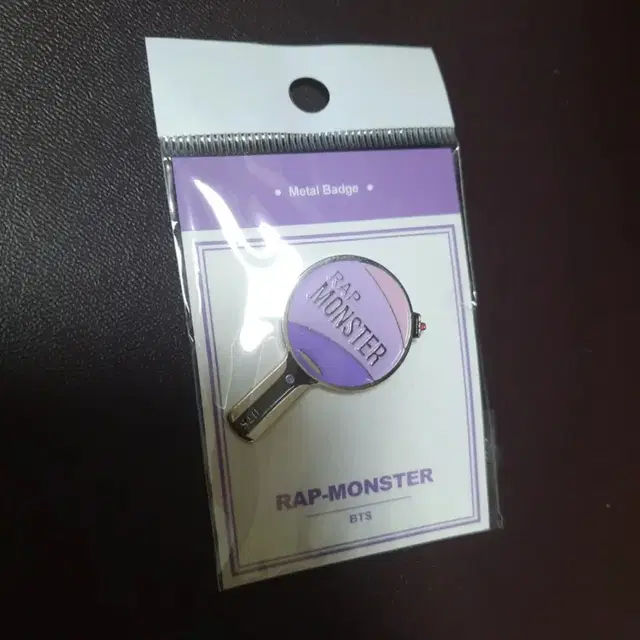 • Metal Badge •
RAP
MONSTER
RAP-MONSTER
BTS